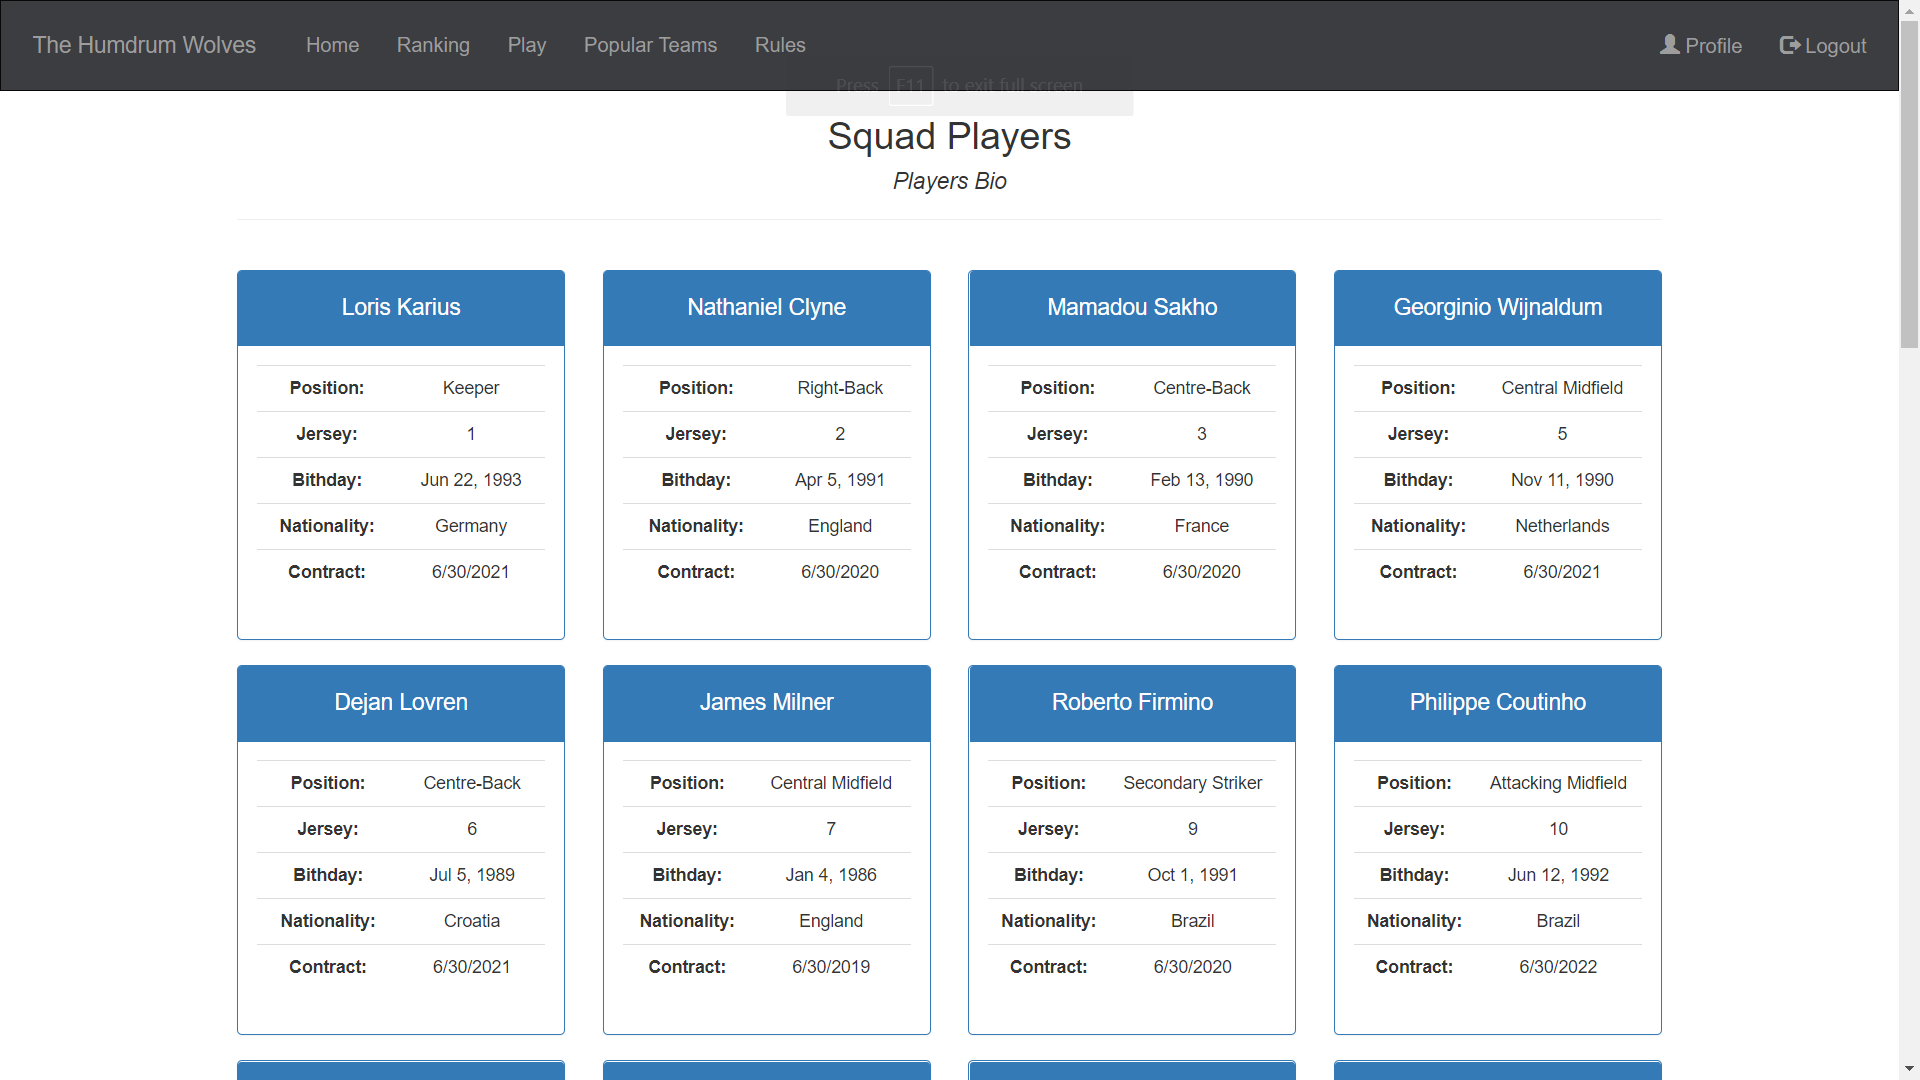 The Humdrum Wolves Home Ranking Play Popular Teams Rules Profile Logout
Press F11 to exit full screen
Squad Players
Players Bio
Loris Karius Nathaniel Clyne Mamadou Sakho Georginio Wijnaldum
Position: Keeper Position: Right-Back Position: Centre-Back Position: Central Midfield
Jersey: 1 Jersey: 2 Jersey: 3 Jersey: 5
Bithday: Jun 22, 1993 Bithday: Apr 5, 1991 Bithday: Feb 13, 1990 Bithday: Nov 11, 1990
Nationality: Germany Nationality: England Nationality: France Nationality: Netherlands
Contract: 6/30/2021 Contract: 6/30/2020 Contract: 6/30/2020 Contract: 6/30/2021
Dejan Lovren James Milner Roberto Firmino Philippe Coutinho
Position: Centre-Back Position: Central Midfield Position: Secondary Striker Position: Attacking Midfield
Jersey: 6 Jersey: 7 Jersey: 9 Jersey: 10
Bithday: Jul 5, 1989 Bithday: Jan 4, 1986 Bithday: Oct 1, 1991 Bithday: Jun 12, 1992
Nationality: Croatia Nationality: England Nationality: Brazil Nationality: Brazil
Contract: 6/30/2021 Contract: 6/30/2019 Contract: 6/30/2020 Contract: 6/30/2022